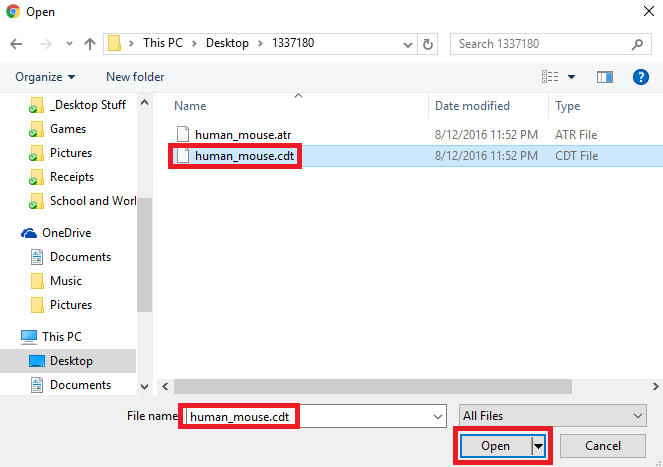 Open
This PC > Desktop > 1337180
Search 1337180
Organize
New folder
_Desktop Stuff
Games
Pictures
Receipts
School and Worl
OneDrive
Documents
Music
Pictures
This PC
Desktop
Documents
Name Date modified Type
human_mouse.atr 8/12/2016 11:52 PM ATR File
human_mouse.cdt 8/12/2016 11:52 PM CDT File
File name: human_mouse.cdt
All Files
Open
Cancel